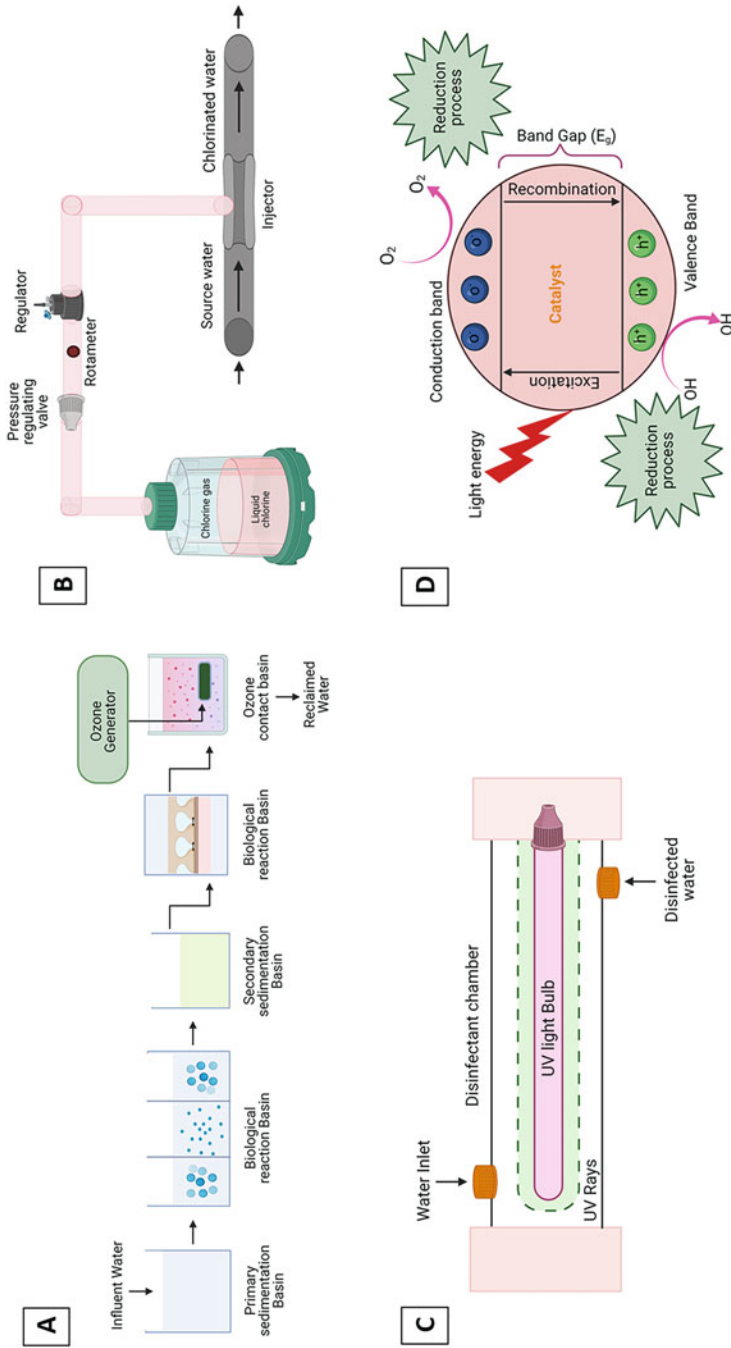 A
Influent Water
Primary sedimentation
Basin
Biological
reaction Basin
Secondary
sedimentation
Basin
Biological
reaction Basin
Ozone
Generator
Ozone
contact basin
Reclaimed
Water
B
Chlorine gas
Liquid
chlorine
Pressure
regulating
valve
Rotameter
Regulator
Source water
Injector
Chlorinated water
C
Water Inlet
Disinfectant chamber
UV light Bulb
UV Rays
Disinfected
water
D
Light energy
Conduction band
O₂
O₂
Reduction
process
o⁻
o⁻
o⁻
Excitation
Catalyst
Recombination
Band Gap (Eg)
h⁺
h⁺
h⁺
Valence Band
OH
OH
Reduction
process